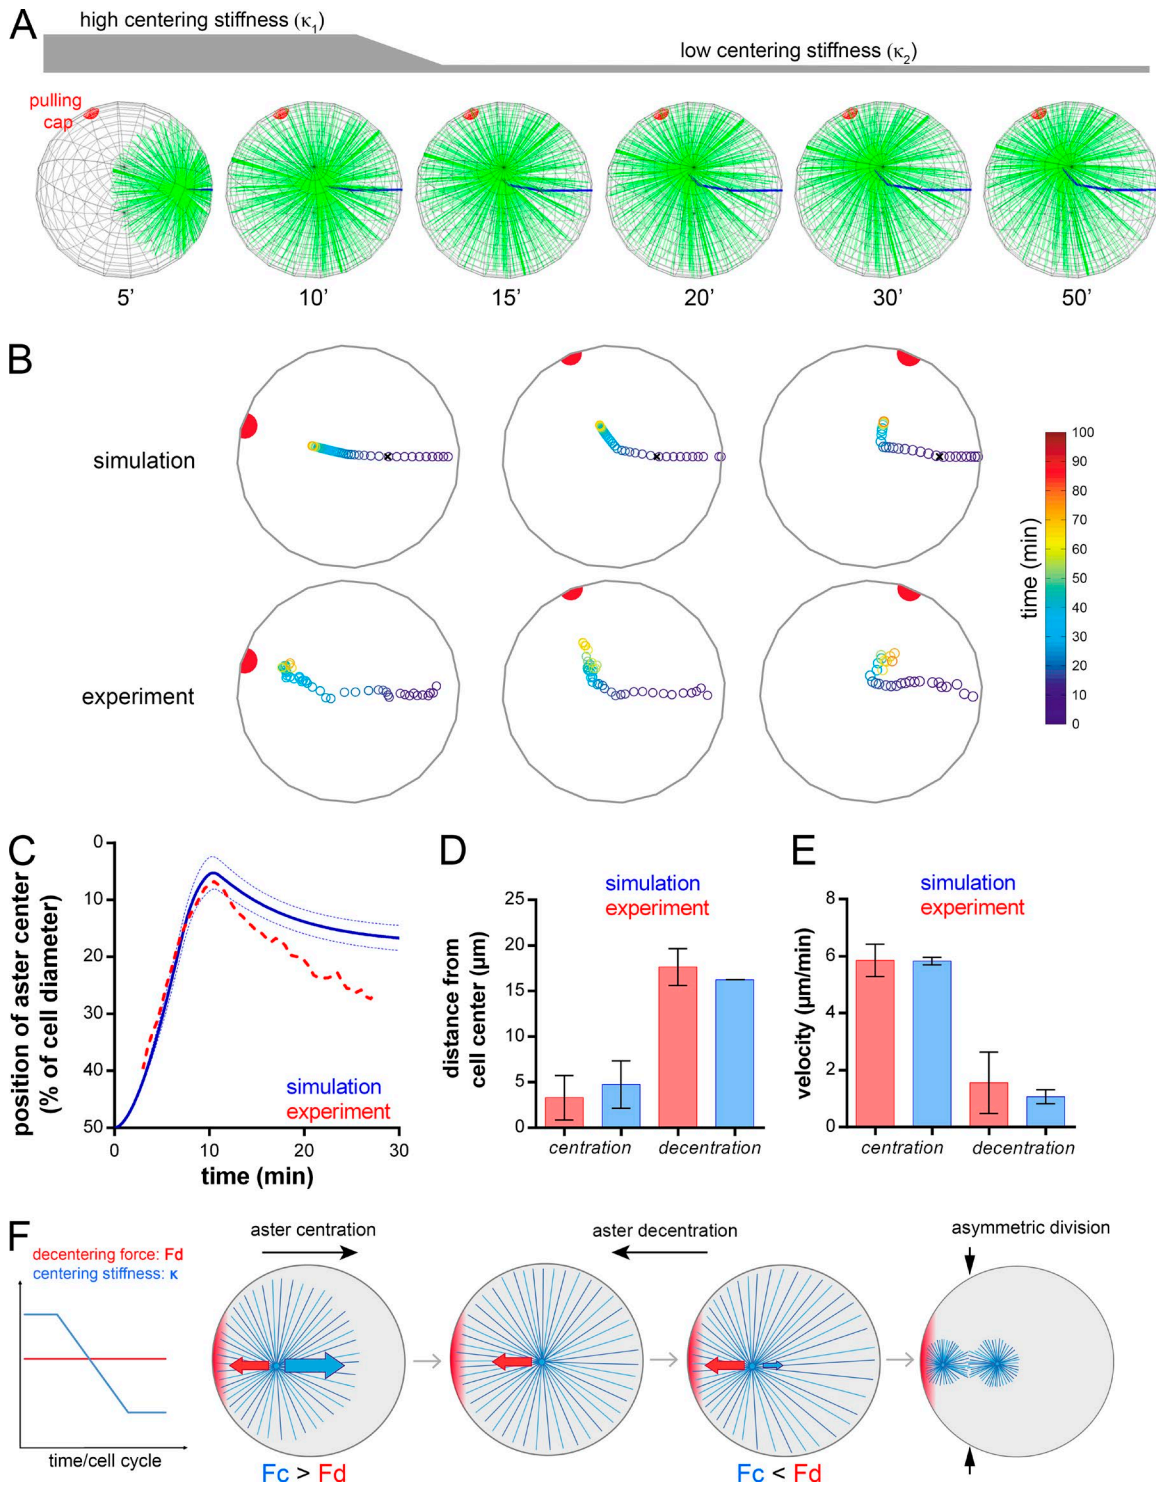 A
high centering stiffness (κ1)
low centering stiffness (κ2)
pulling
cap
5’
10’
15’
20’
30’
50’
B
simulation
experiment
time (min)
100
90
80
70
60
50
40
30
20
10
0
C
position of aster center
(% of cell diameter)
0
10
20
30
40
50
simulation
experiment
0
10
20
30
time (min)
D
simulation
experiment
distance from
cell center (µm)
25
20
15
10
5
0
centration
decentration
E
simulation
experiment
velocity (µm/min)
8
6
4
2
0
centration
decentration
F
decentering force: Fd
centering stiffness: κ
time/cell cycle
aster centration
aster decentration
asymmetric division
Fc > Fd
Fc < Fd